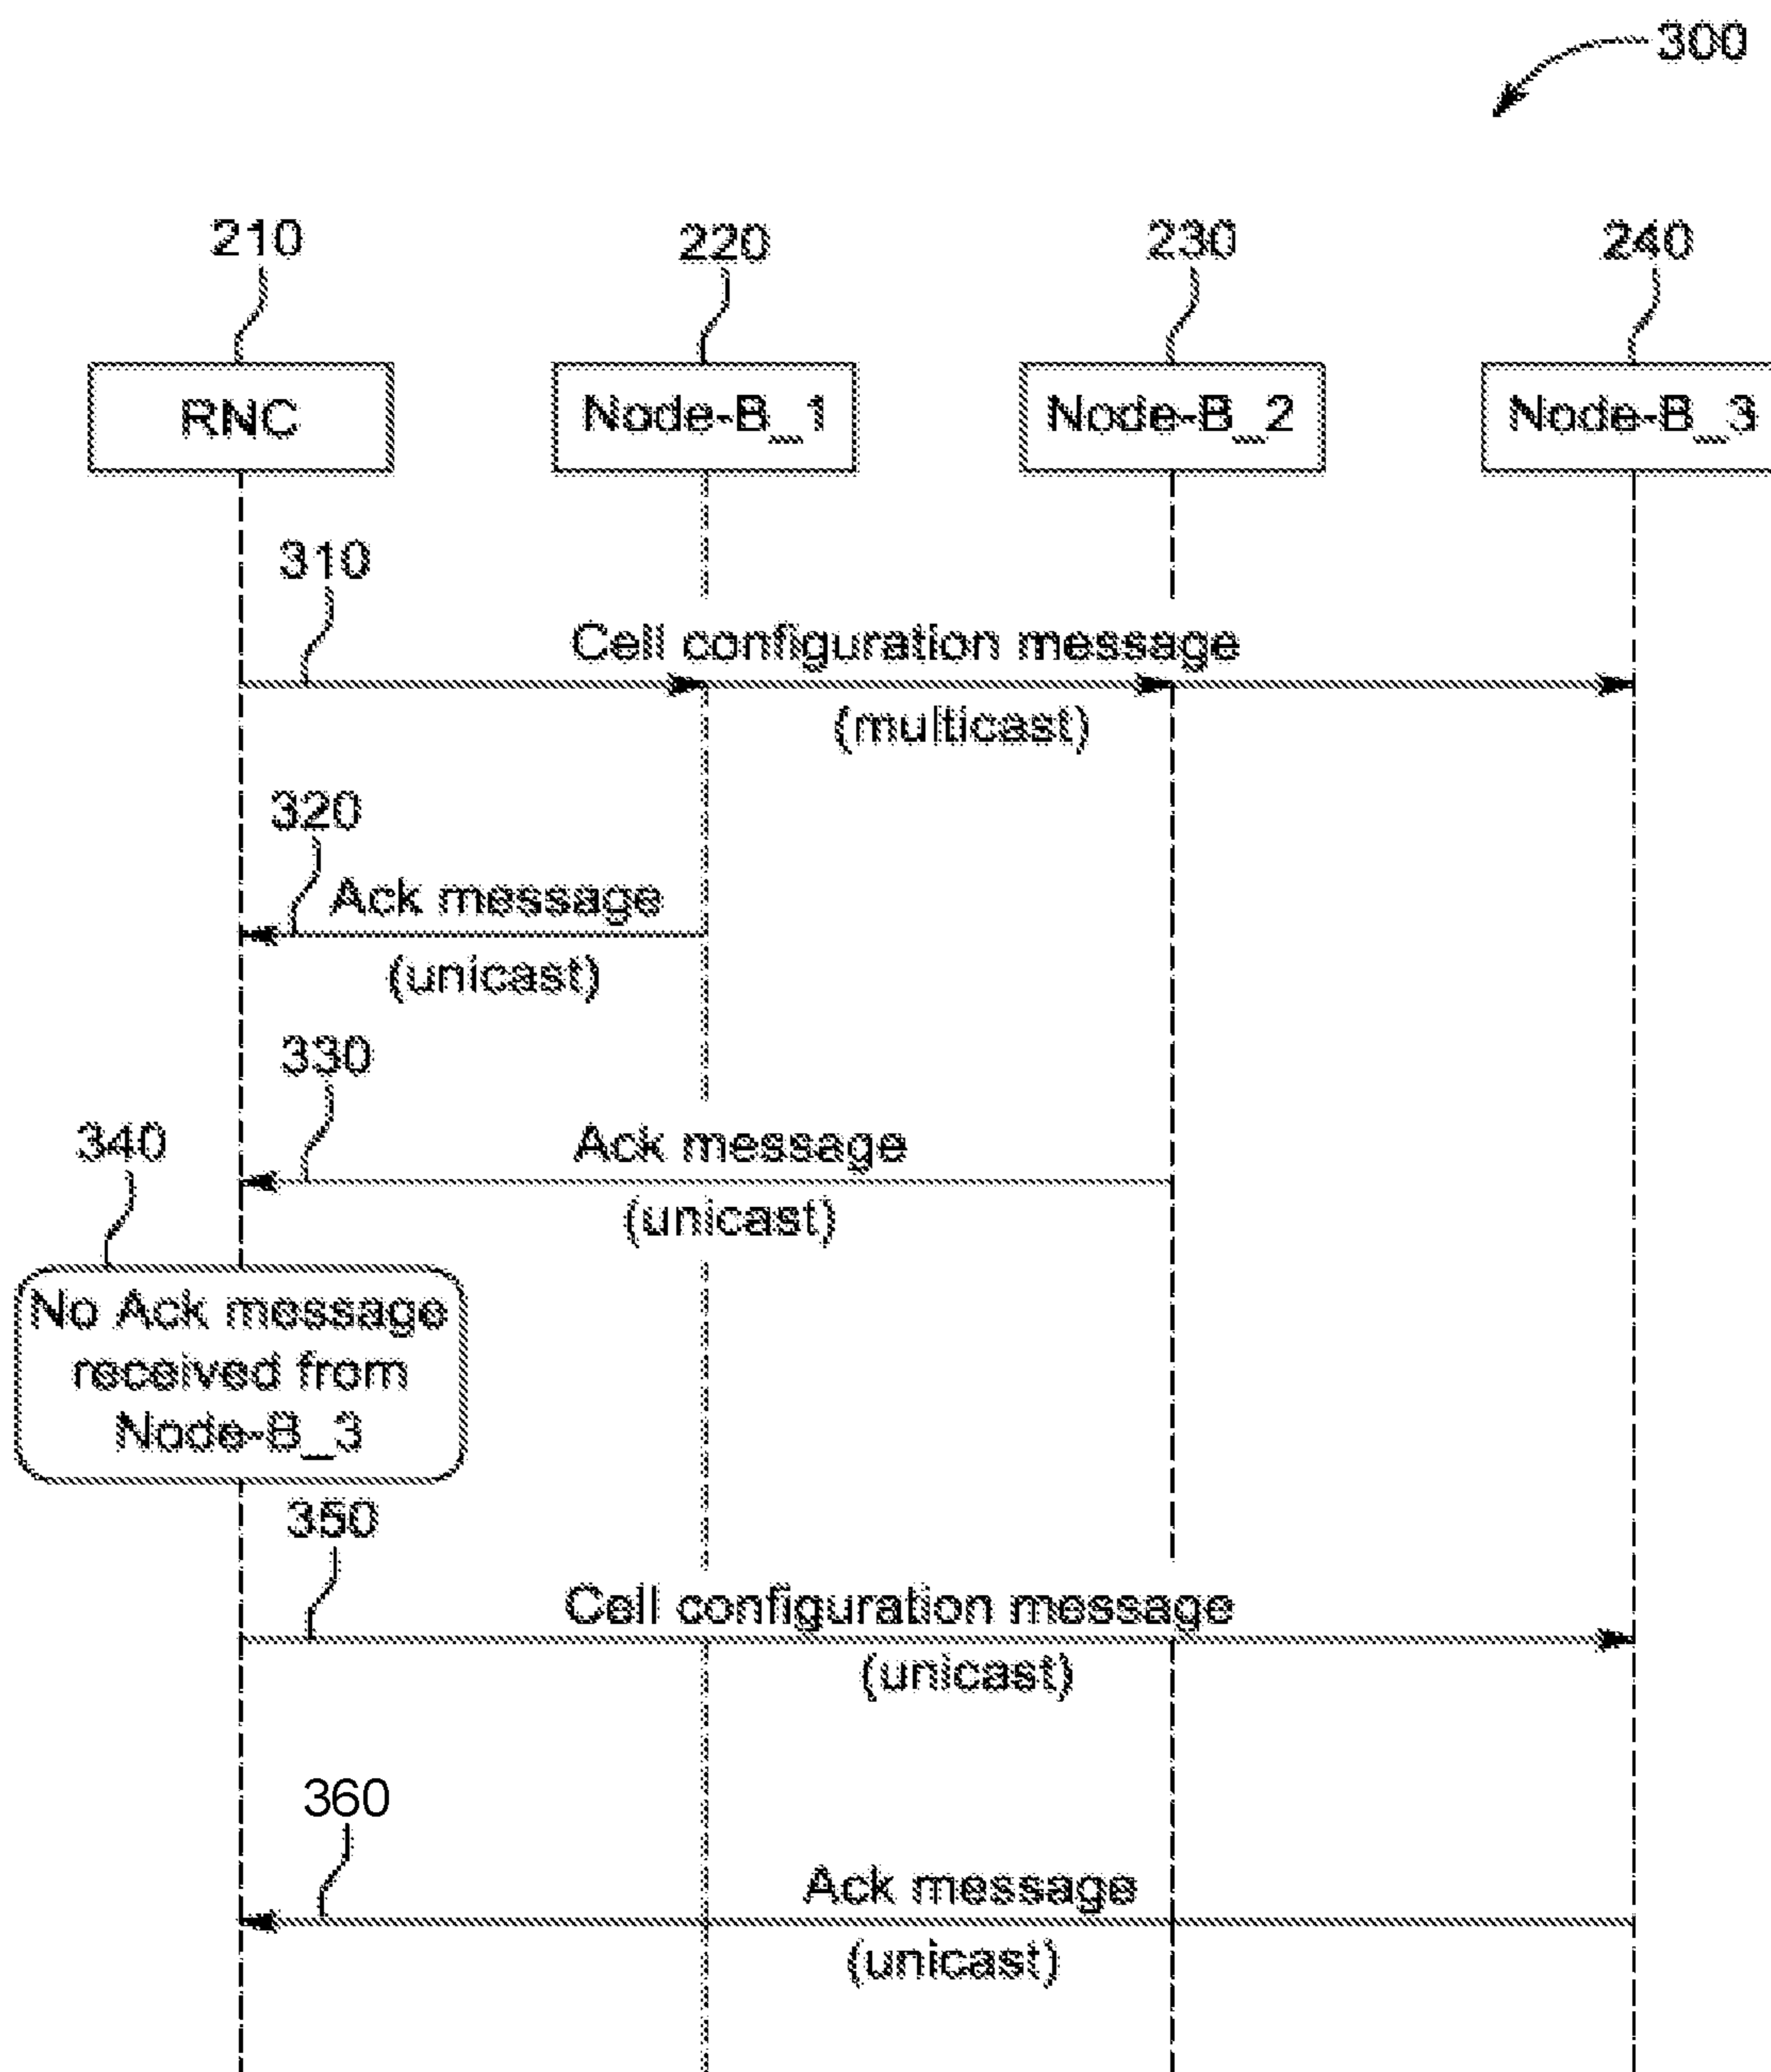 300
210
220
230
240
RNC
Node-B_1
Node-B_2
Node-B_3
310
Cell configuration message
(multicast)
320
Ack message
(unicast)
330
340
Ack message
(unicast)
No Ack message
received from
Node-B_3
350
Cell configuration message
(unicast)
360
Ack message
(unicast)